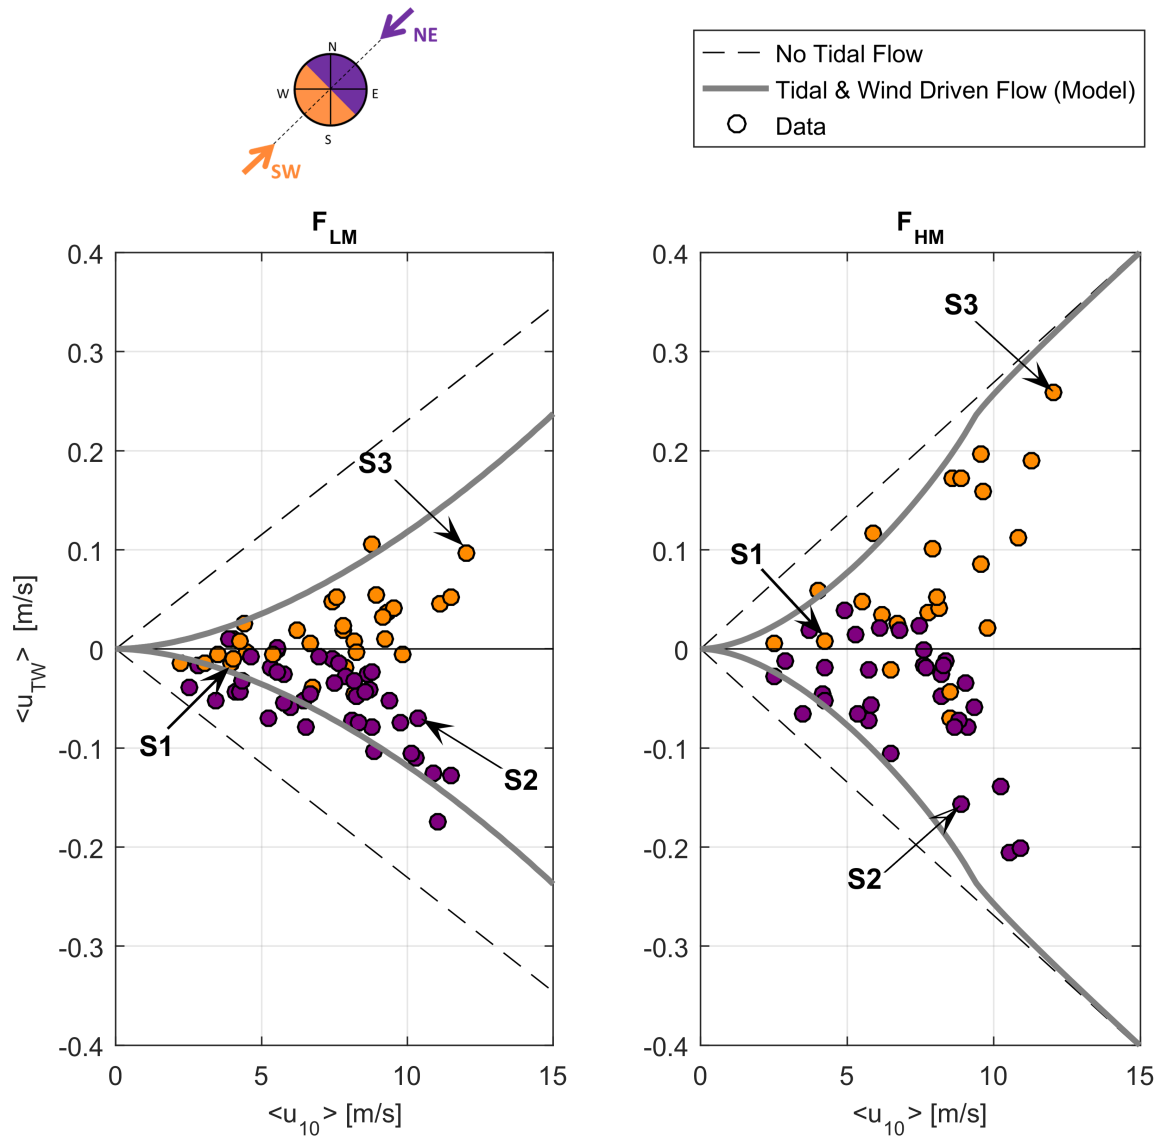 NE
N
W E
S
SW
No Tidal Flow
Tidal & Wind Driven Flow (Model)
Data
F_LM
0.4
0.3
0.2
0.1
0
-0.1
-0.2
-0.3
-0.4
<u_TW> [m/s]
S3
S1
S2
0 5 10 15
<u_10> [m/s]
F_HM
0.4
0.3
0.2
0.1
0
-0.1
-0.2
-0.3
-0.4
S3
S1
S2
0 5 10 15
<u_10> [m/s]